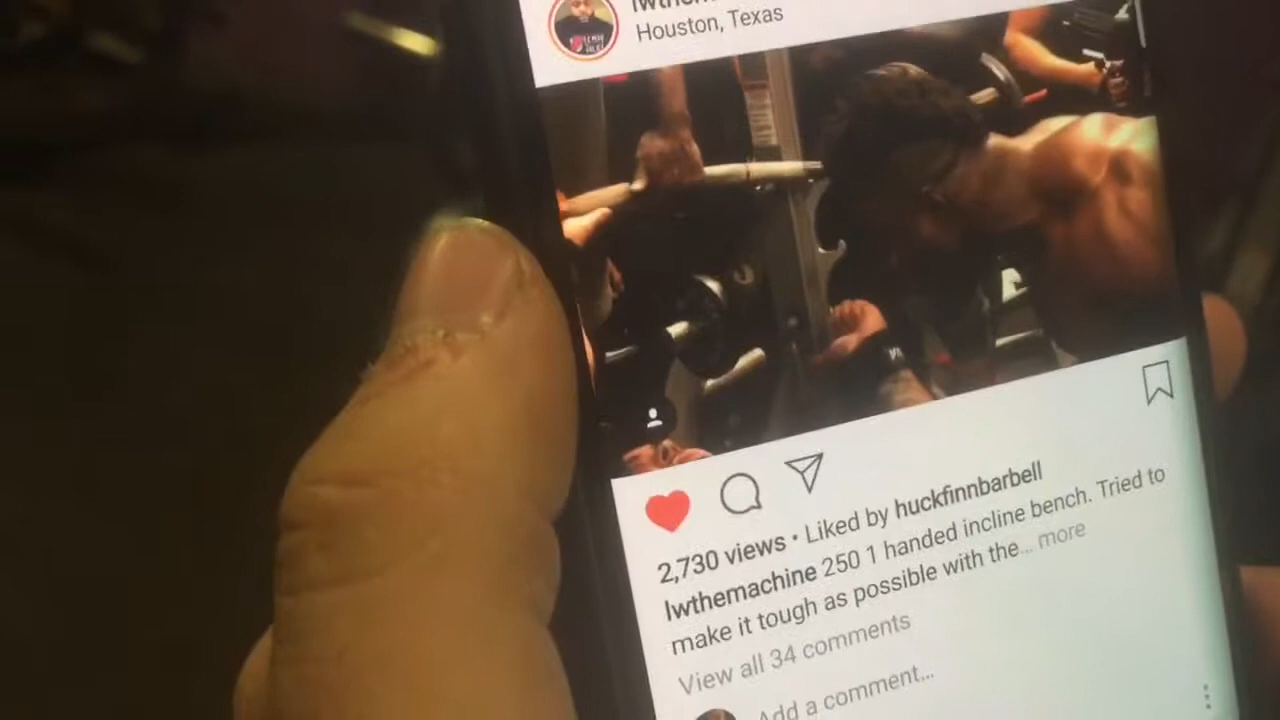 Houston, Texas
2,730 views • Liked by huckfinnbarbell
lwthemachine 250 1 handed incline bench. Tried to
make it tough as possible with the... more
View all 34 comments
Add a comment...